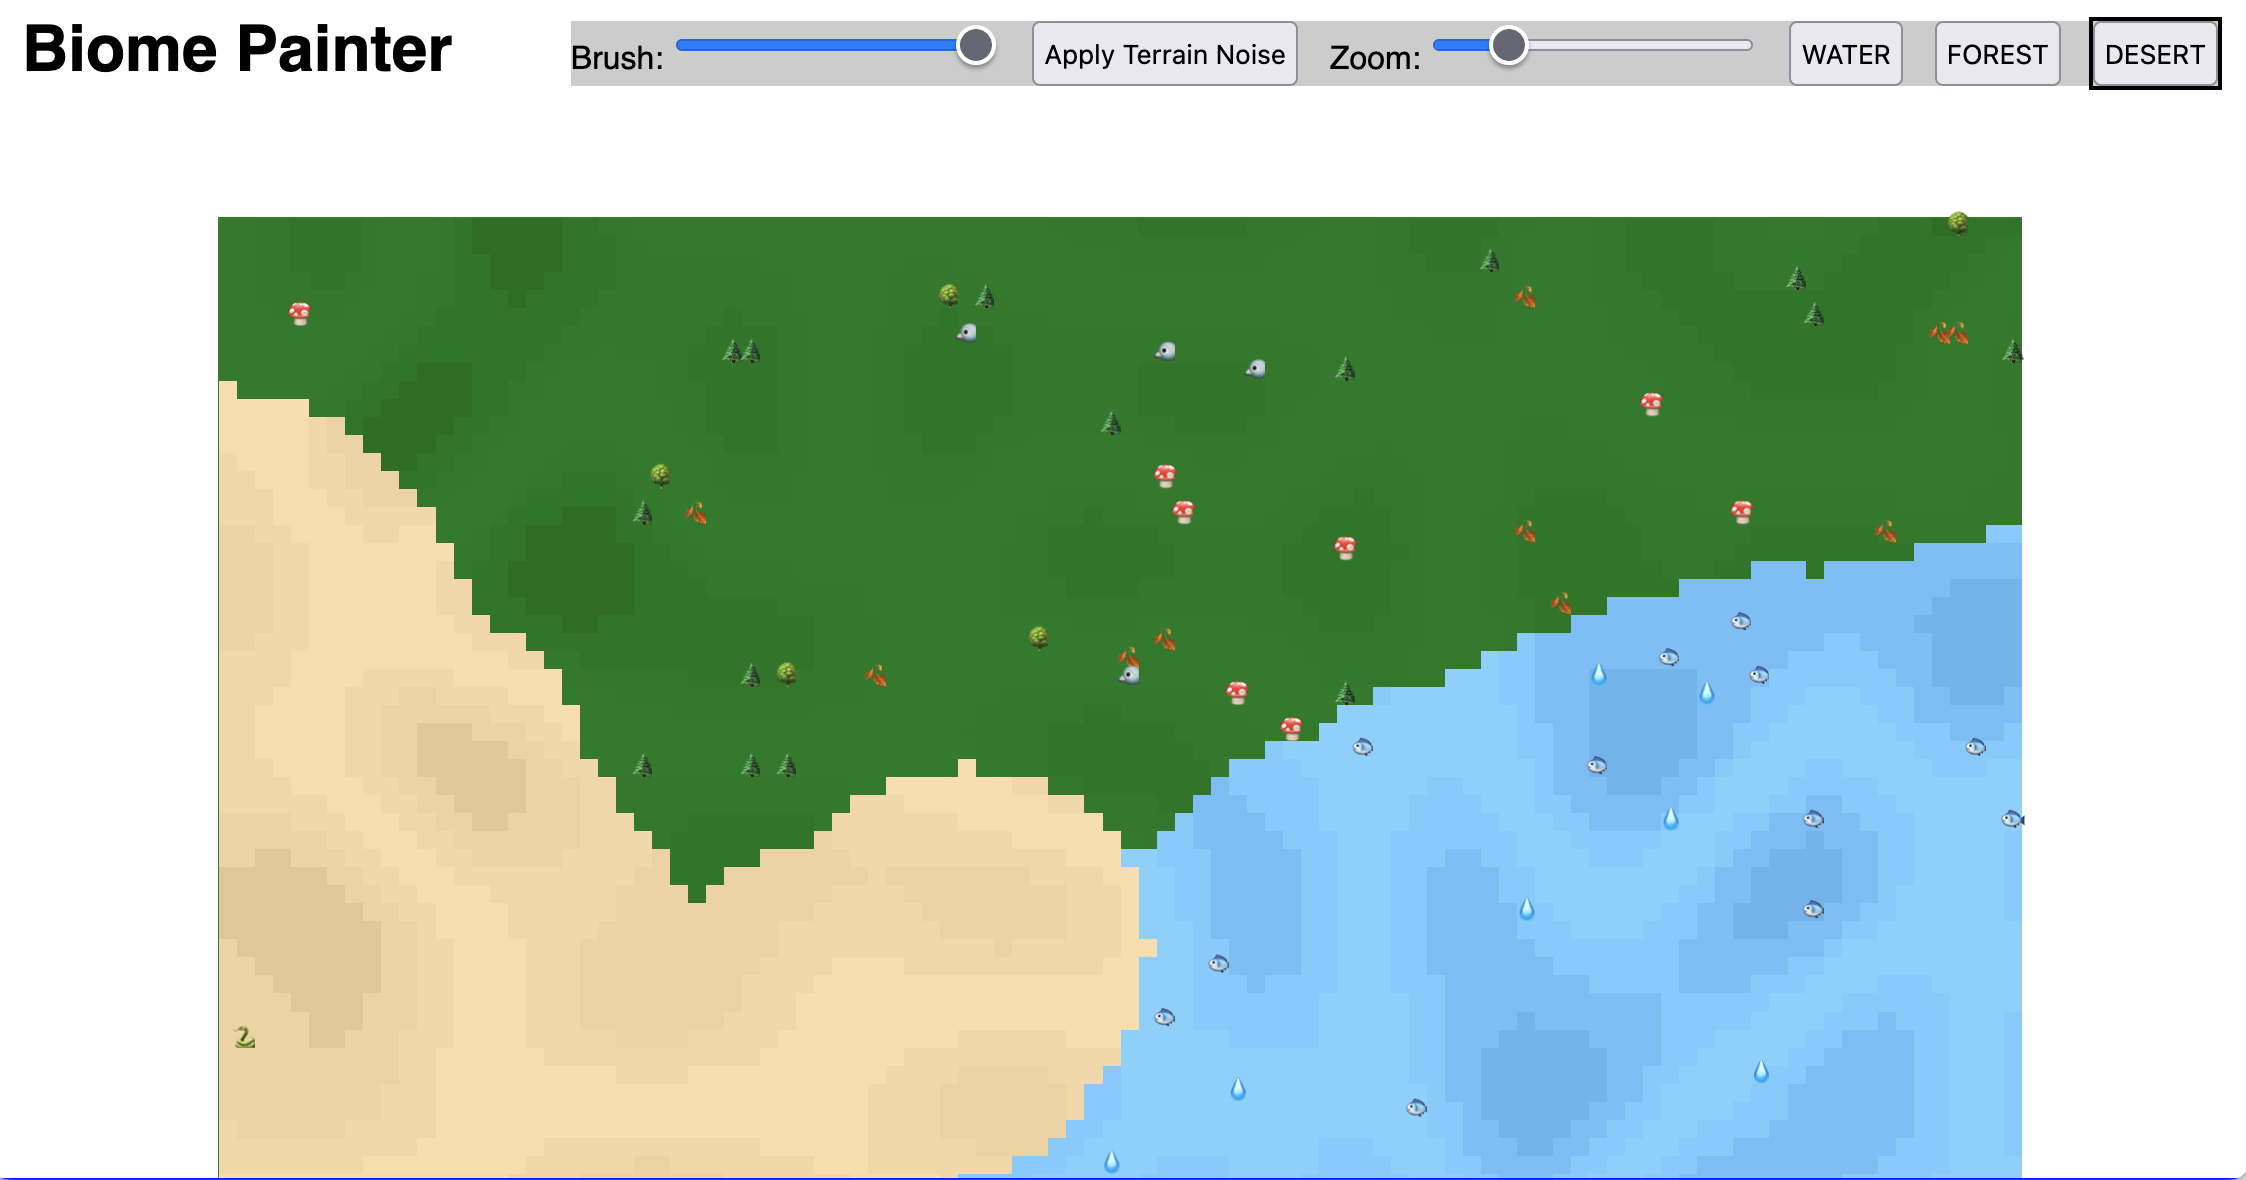 Biome Painter
Brush:
Apply Terrain Noise
Zoom:
WATER
FOREST
DESERT